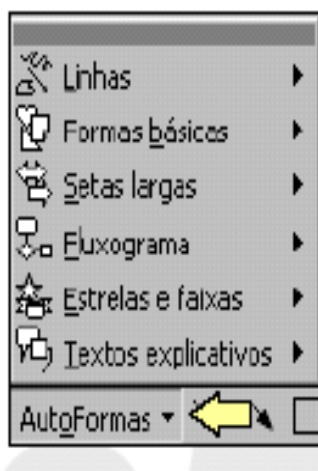 Linhas
Formas básicas
Setas largas
Fluxograma
Estrelas e faixas
Textos explicativos
AutoFormas